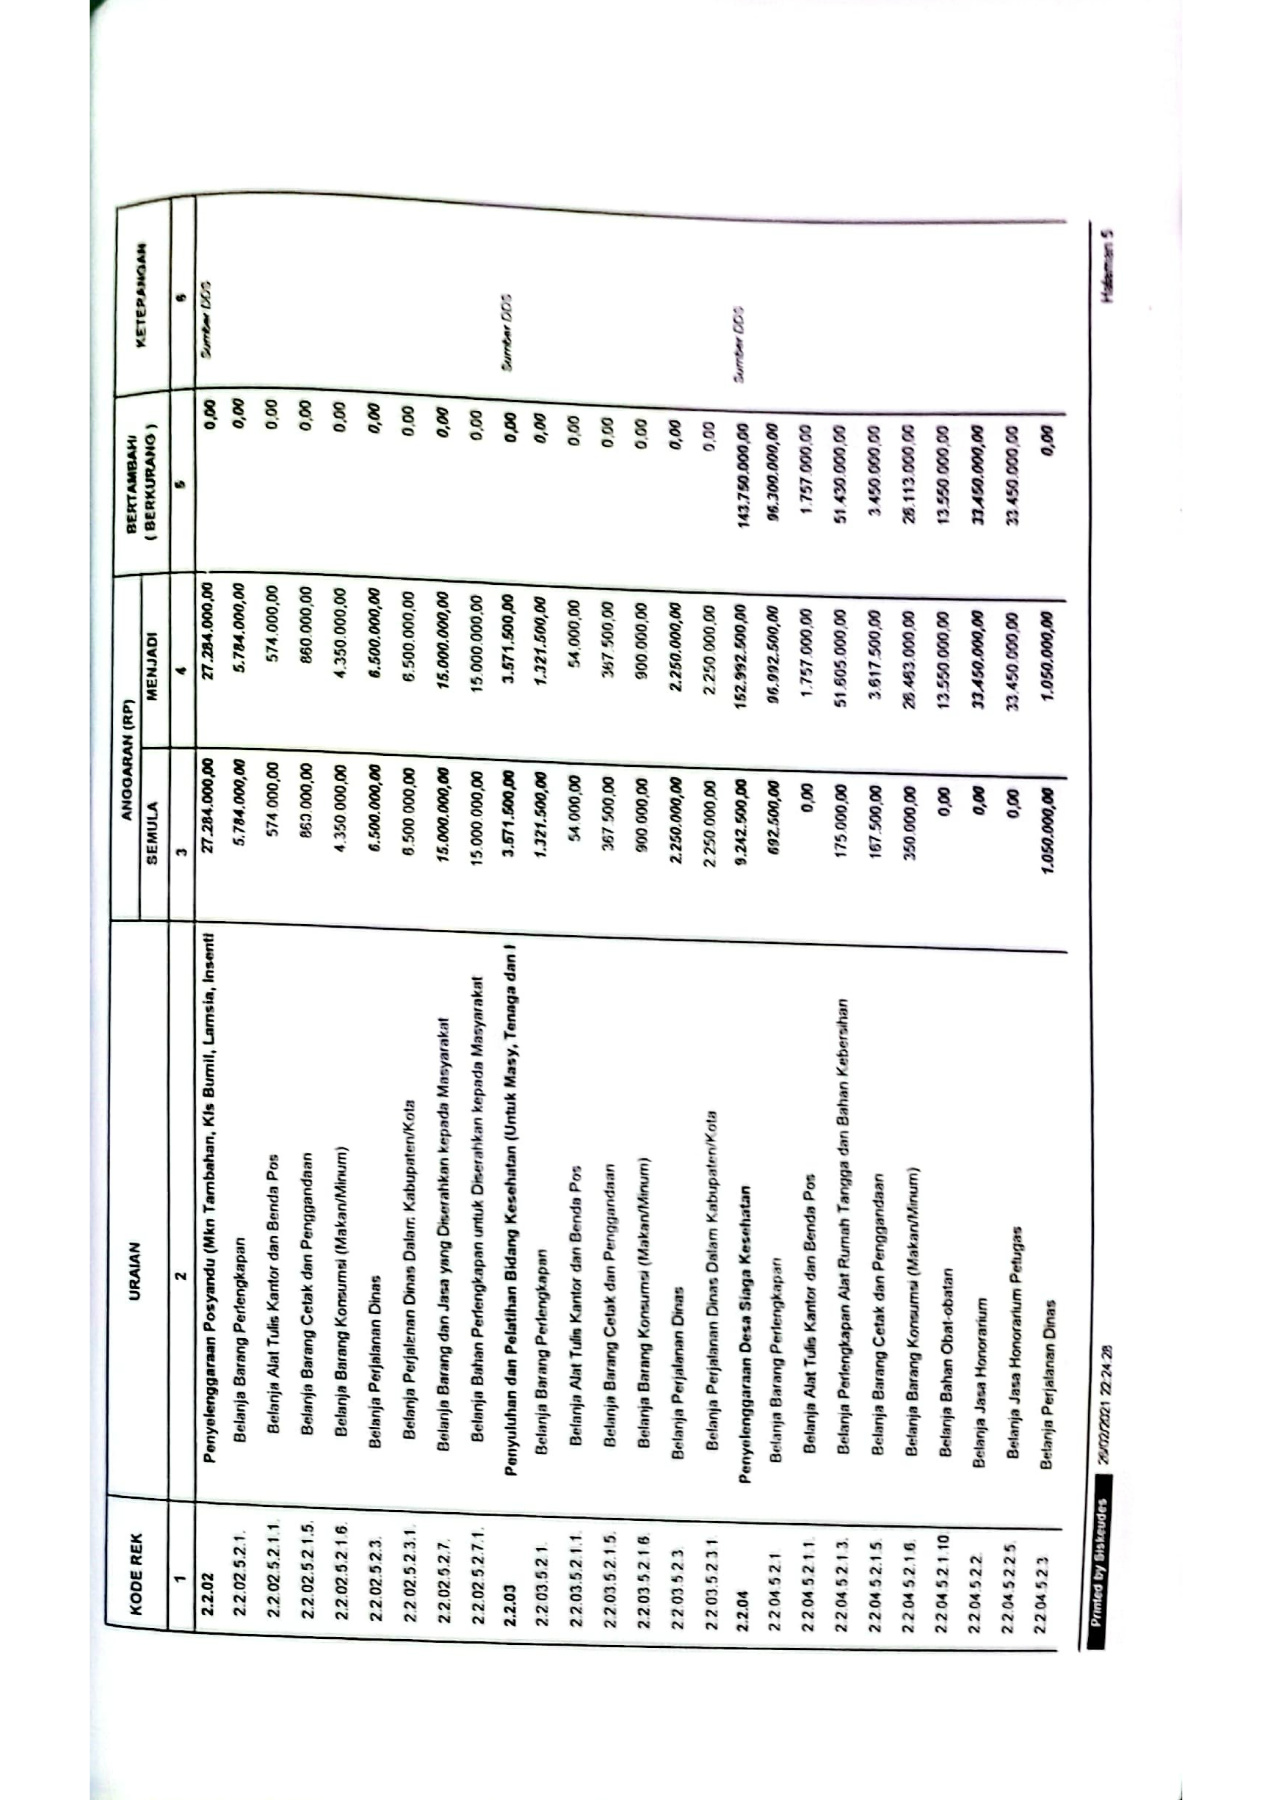 KODE REK URAIAN ANGGARAN (RP) BERTAMBAH ( BERKURANG ) KETERANGAN
SEMULA MENJADI
1 2 3 4 5 6
2.2.02 Penyelenggaraan Posyandu (Mkn Tambahan, Kls Bumil, Lamsia, Insenti 27.284.000,00 27.284.000,00 0,00 Sumber DDS
2.2.02.5.2.1. Belanja Barang Perlengkapan 5.784.000,00 5.784.000,00 0,00
2.2.02.5.2.1.1. Belanja Alat Tulis Kantor dan Benda Pos 574.000,00 574.000,00 0,00
2.2.02.5.2.1.5. Belanja Barang Cetak dan Penggandaan 860.000,00 860.000,00 0,00
2.2.02.5.2.1.6. Belanja Barang Konsumsi (Makan/Minum) 4.350.000,00 4.350.000,00 0,00
2.2.02.5.2.3. Belanja Perjalanan Dinas 6.500.000,00 6.500.000,00 0,00
2.2.02.5.2.3.1. Belanja Perjalanan Dinas Dalam Kabupaten/Kota 6.500.000,00 6.500.000,00 0,00
2.2.02.5.2.7. Belanja Barang dan Jasa yang Diserahkan kepada Masyarakat 15.000.000,00 15.000.000,00 0,00
2.2.02.5.2.7.1. Belanja Bahan Perlengkapan untuk Diserahkan kepada Masyarakat 15.000.000,00 15.000.000,00 0,00
2.2.03 Penyuluhan dan Pelatihan Bidang Kesehatan (Untuk Masy, Tenaga dan I 3.571.500,00 3.571.500,00 0,00 Sumber DDS
2.2.03.5.2.1. Belanja Barang Perlengkapan 1.321.500,00 1.321.500,00 0,00
2.2.03.5.2.1.1. Belanja Alat Tulis Kantor dan Benda Pos 54.000,00 54.000,00 0,00
2.2.03.5.2.1.5. Belanja Barang Cetak dan Penggandaan 367.500,00 367.500,00 0,00
2.2.03.5.2.1.6. Belanja Barang Konsumsi (Makan/Minum) 900.000,00 900.000,00 0,00
2.2.03.5.2.3. Belanja Perjalanan Dinas 2.250.000,00 2.250.000,00 0,00
2.2.03.5.2.3.1. Belanja Perjalanan Dinas Dalam Kabupaten/Kota 2.250.000,00 2.250.000,00 0,00
2.2.04 Penyelenggaraan Desa Siaga Kesehatan 9.242.500,00 152.992.500,00 143.750.000,00 Sumber DDS
2.2.04.5.2.1. Belanja Barang Perlengkapan 692.500,00 96.992.500,00 96.300.000,00
2.2.04.5.2.1.1. Belanja Alat Tulis Kantor dan Benda Pos 0,00 1.757.000,00 1.757.000,00
2.2.04.5.2.1.3. Belanja Perlengkapan Alat Rumah Tangga dan Bahan Kebersihan 175.000,00 51.605.000,00 51.430.000,00
2.2.04.5.2.1.5. Belanja Barang Cetak dan Penggandaan 167.500,00 3.617.500,00 3.450.000,00
2.2.04.5.2.1.6. Belanja Barang Konsumsi (Makan/Minum) 350.000,00 26.463.000,00 26.113.000,00
2.2.04.5.2.1.10. Belanja Bahan Obat-obatan 0,00 13.550.000,00 13.550.000,00
2.2.04.5.2.2. Belanja Jasa Honorarium 0,00 33.450.000,00 33.450.000,00
2.2.04.5.2.2.5. Belanja Jasa Honorarium Petugas 0,00 33.450.000,00 33.450.000,00
2.2.04.5.2.3 Belanja Perjalanan Dinas 1.050.000,00 1.050.000,00 0,00
Printed by Siskeudes 26/02/2021 22:24:28 Halaman 5